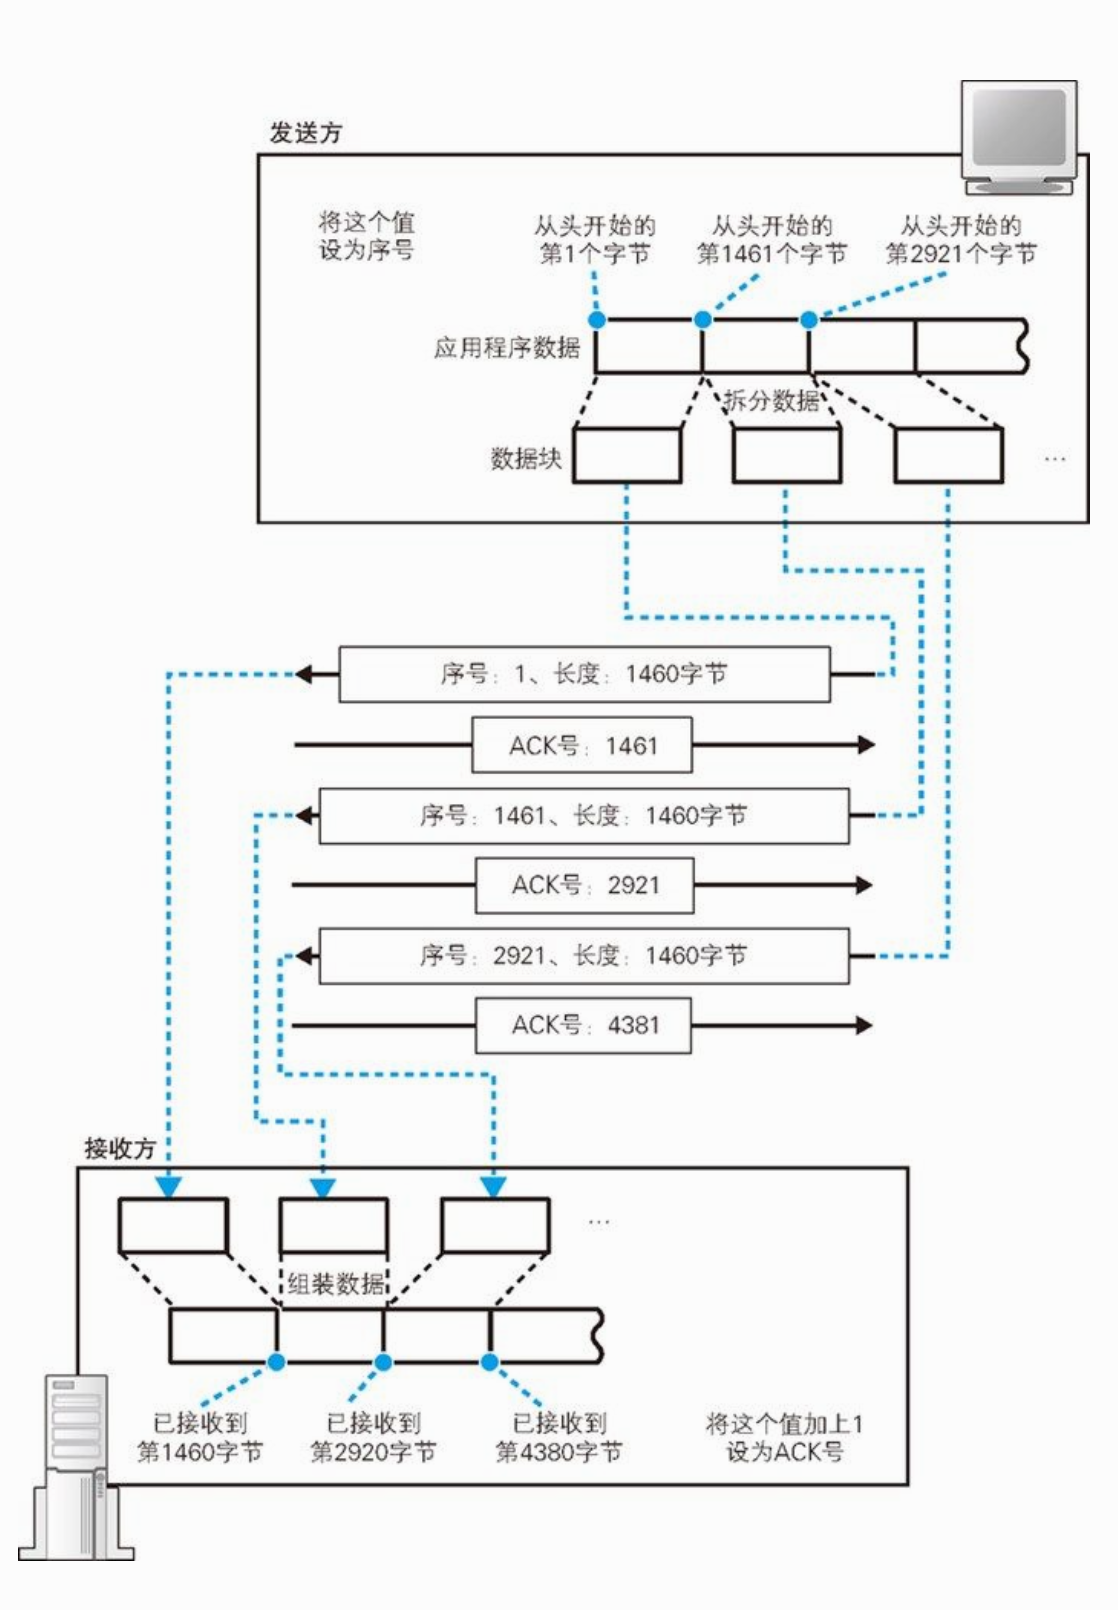 发送方
将这个值
设为序号
从头开始的
第1个字节
从头开始的
第1461个字节
从头开始的
第2921个字节
应用程序数据
拆分数据
数据块
…
序号：1、长度：1460字节
ACK号：1461
序号：1461、长度：1460字节
ACK号：2921
序号：2921、长度：1460字节
ACK号：4381
接收方
…
组装数据
已接收到
第1460字节
已接收到
第2920字节
已接收到
第4380字节
将这个值加上1
设为ACK号